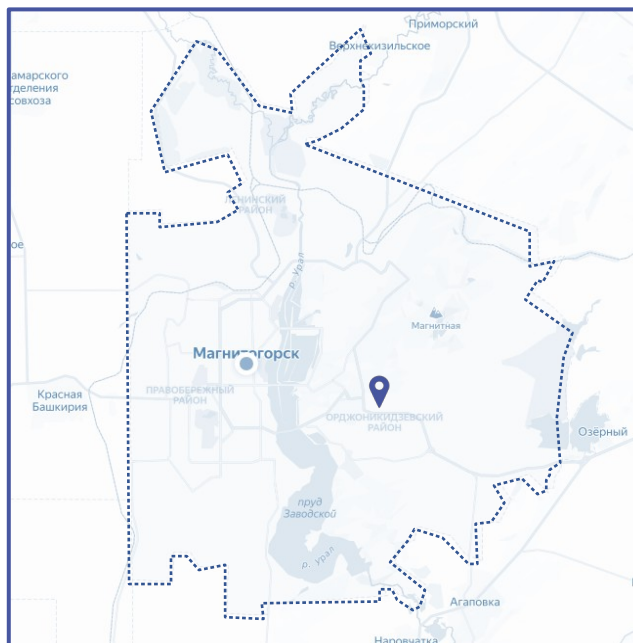 Приморский
Верхнекизильское
амарского
тделения
совхоза
ЛЕНИНСКИЙ
РАЙОН
ое
р. Урал
Магнитная
Магнитогорск
ПРАВОБЕРЕЖНЫЙ
РАЙОН
Красная
Башкирия
ОРДЖОНИКИДЗЕВСКИЙ
РАЙОН
Озёрный
пруд
Заводской
р. Урал
Агаповка
Наровчатка